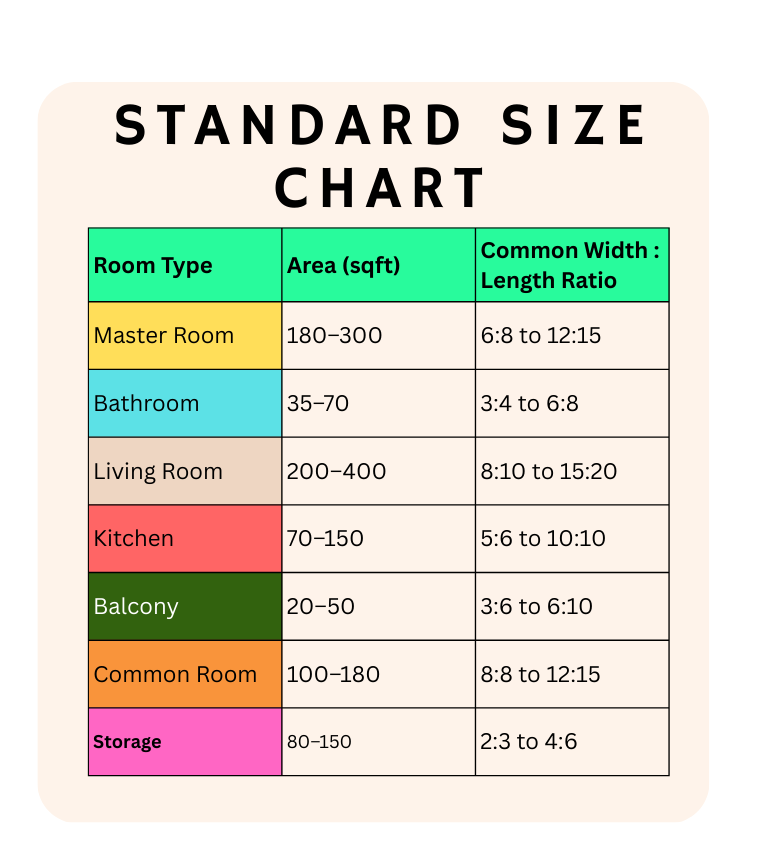 STANDARD SIZE
CHART
Room Type
Area (sqft)
Common Width :
Length Ratio
Master Room
180–300
6:8 to 12:15
Bathroom
35–70
3:4 to 6:8
Living Room
200–400
8:10 to 15:20
Kitchen
70–150
5:6 to 10:10
Balcony
20–50
3:6 to 6:10
Common Room
100–180
8:8 to 12:15
Storage
80–150
2:3 to 4:6